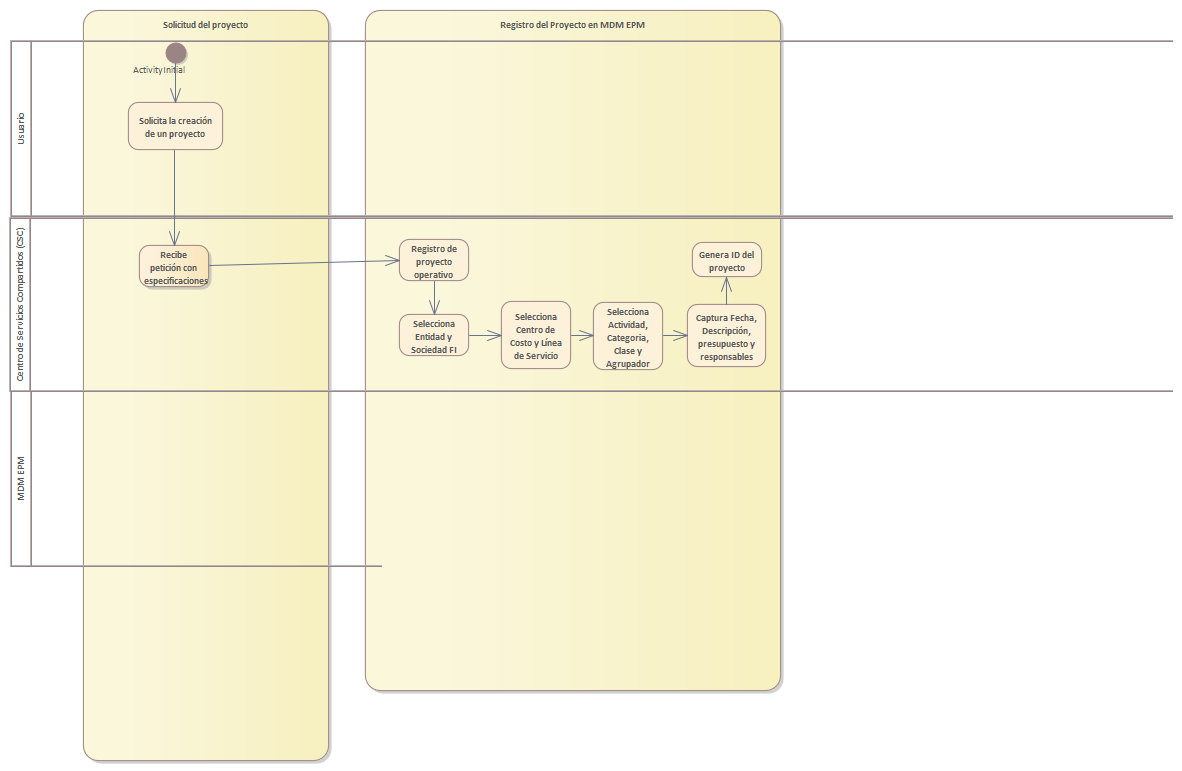 Solicitud del proyecto
Registro del Proyecto en MDM EPM
Usuario
ActivityInitial
Solicita la creación
de un proyecto
Centro de Servicios Compartidos (CSC)
Recibe
petición con
especificaciones
Registro de
proyecto
operativo
Genera ID del
proyecto
Selecciona
Entidad y
Sociedad FI
Selecciona
Centro de
Costo y Línea
de Servicio
Selecciona
Actividad,
Categoria,
Clase y
Agrupador
Captura Fecha,
Descripción,
presupuesto y
responsables
MDM EPM